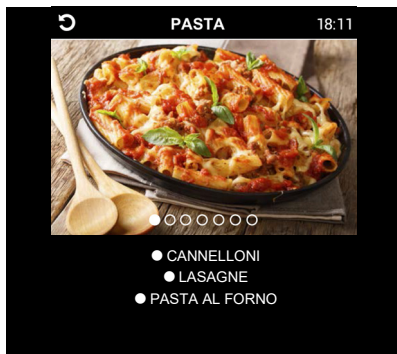 PASTA 18:11
CANNELLONI
LASAGNE
PASTA AL FORNO